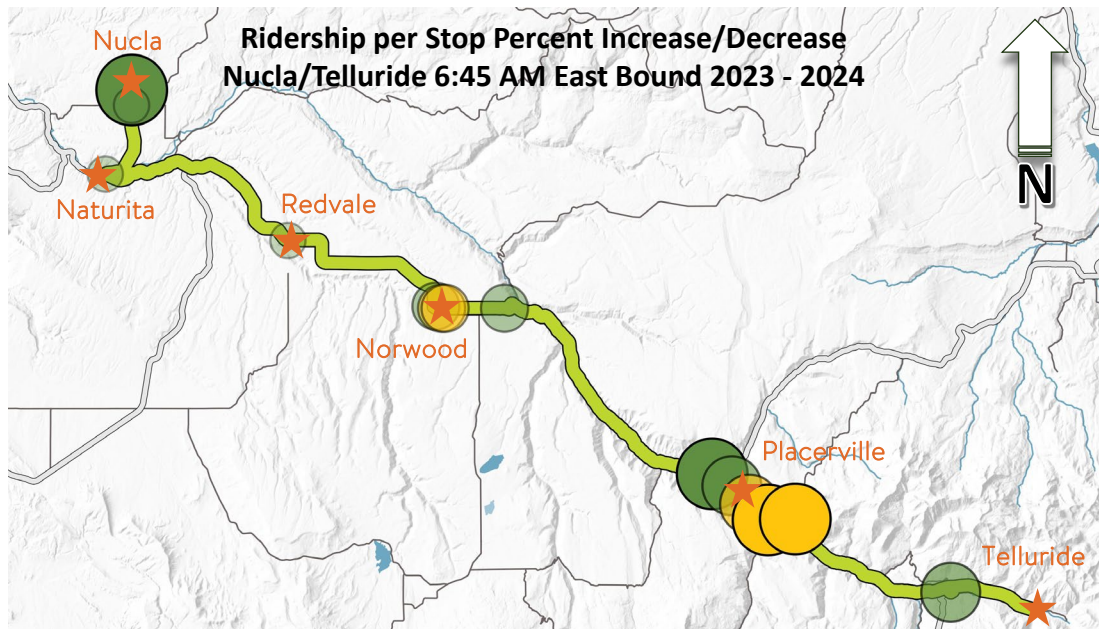 Ridership per Stop Percent Increase/Decrease
Nucla/Telluride 6:45 AM East Bound 2023 - 2024
Nucla
N
Naturita
Redvale
Norwood
Placerville
Telluride